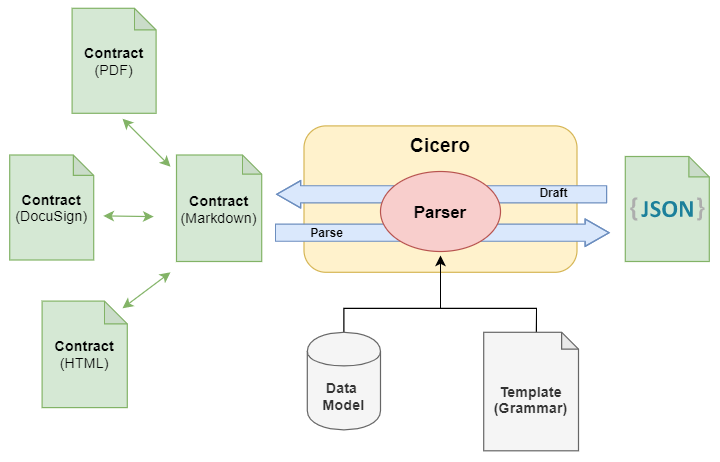 Contract
(PDF)
Cicero
Contract
(DocuSign)
Contract
(Markdown)
Draft
Parser
Parse
{JSON}
Contract
(HTML)
Data
Model
Template
(Grammar)